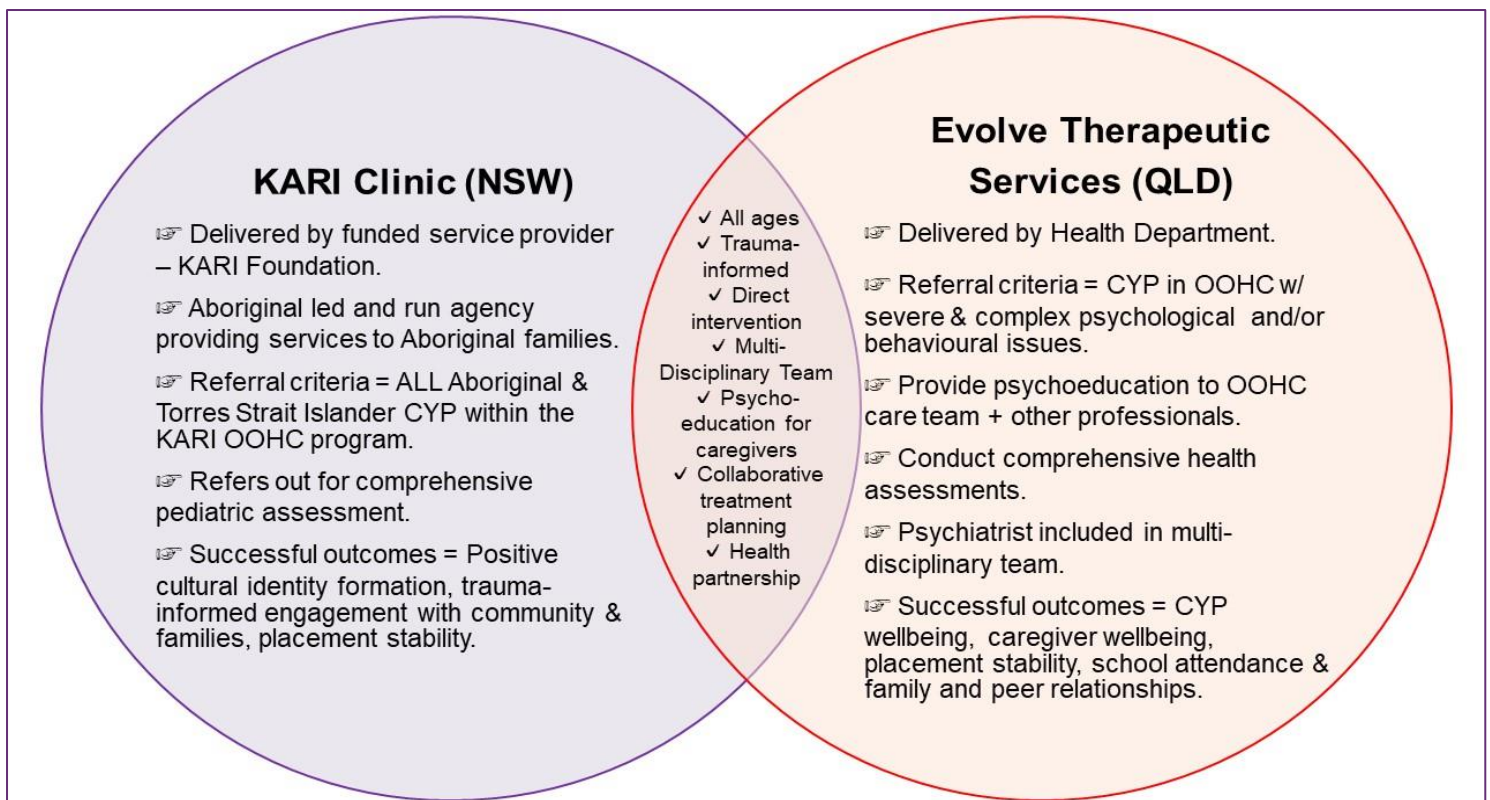 KARI Clinic (NSW)
☞ Delivered by funded service provider
– KARI Foundation.
☞ Aboriginal led and run agency
providing services to Aboriginal families.
☞ Referral criteria = ALL Aboriginal &
Torres Strait Islander CYP within the
KARI OOHC program.
☞ Refers out for comprehensive
pediatric assessment.
☞ Successful outcomes = Positive
cultural identity formation, trauma-
informed engagement with community &
families, placement stability.
✓ All ages
✓ Trauma-
informed
✓ Direct
intervention
✓ Multi-
Disciplinary Team
✓ Psycho-
education for
caregivers
✓ Collaborative
treatment
planning
✓ Health
partnership
Evolve Therapeutic
Services (QLD)
☞ Delivered by Health Department.
☞ Referral criteria = CYP in OOHC w/
severe & complex psychological and/or
behavioural issues.
☞ Provide psychoeducation to OOHC
care team + other professionals.
☞ Conduct comprehensive health
assessments.
☞ Psychiatrist included in multi-
disciplinary team.
☞ Successful outcomes = CYP
wellbeing, caregiver wellbeing,
placement stability, school attendance &
family and peer relationships.